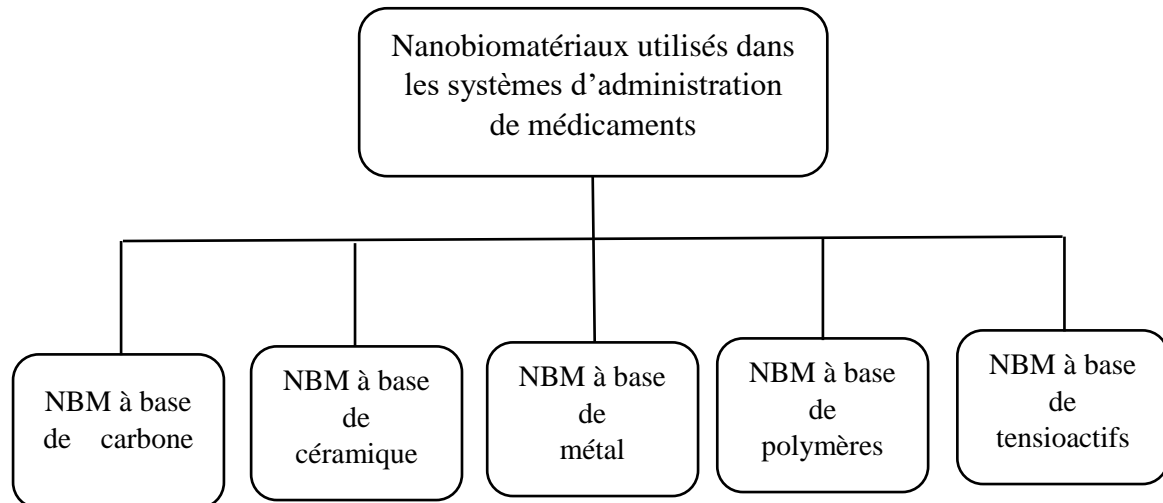 Nanobiomatèriaux utilisés dans
les systèmes d’administration
de médicaments
NBM à base
de carbone
NBM à base
de
céramique
NBM à base
de
métal
NBM à base
de
polymères
NBM à base
de
tensioactifs